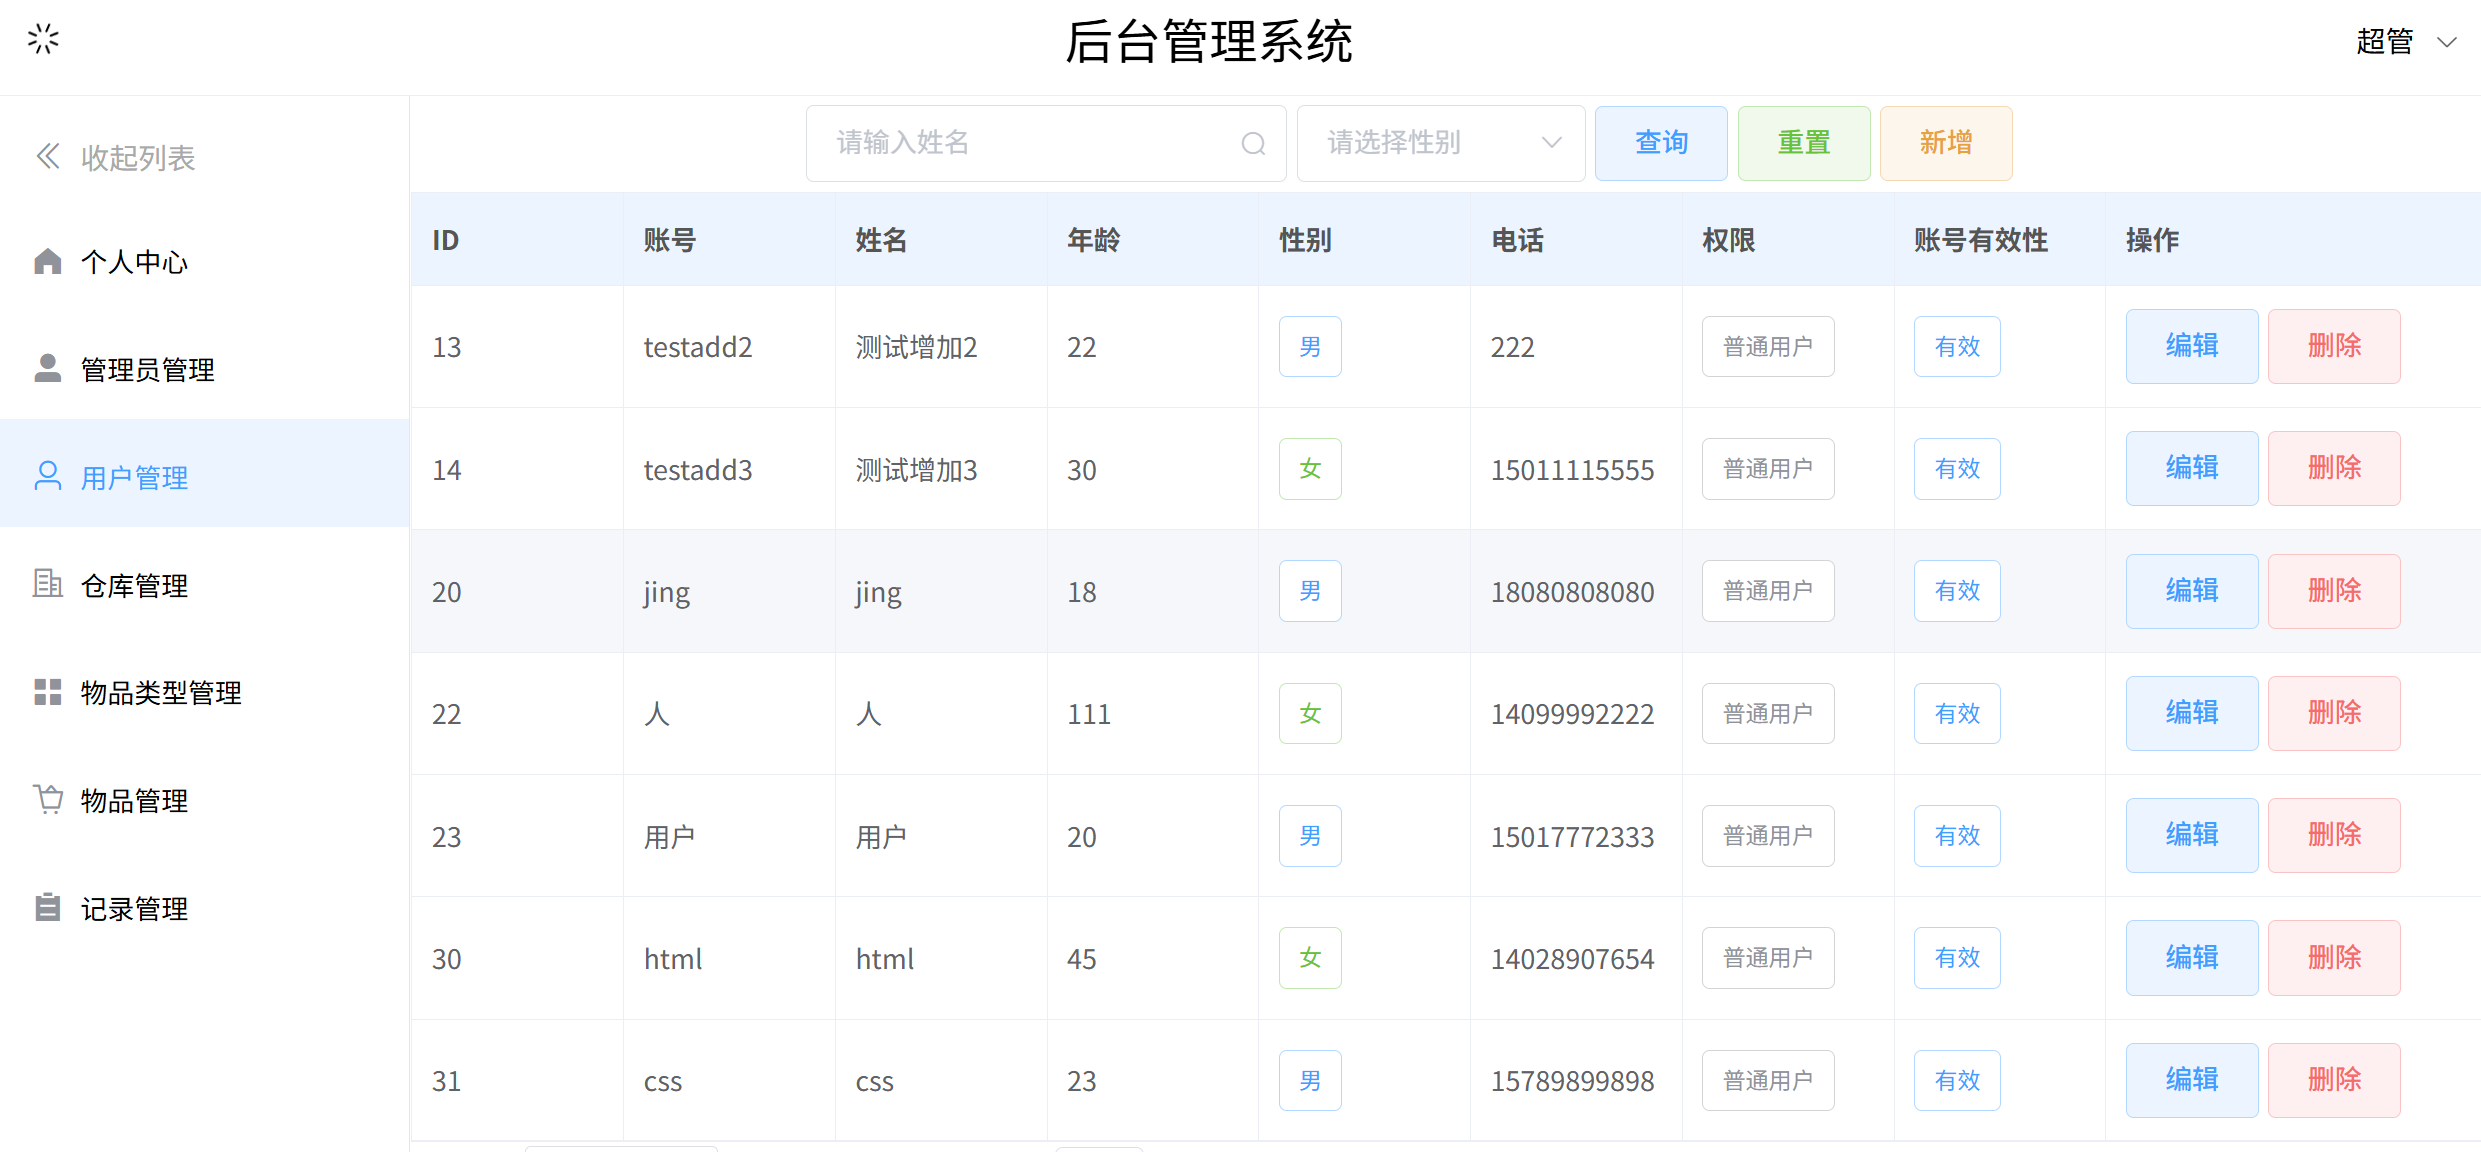 后台管理系统
超管
收起列表
个人中心
管理员管理
用户管理
仓库管理
物品类型管理
物品管理
记录管理
请输入姓名 请选择性别 查询 重置 新增
ID 账号 姓名 年龄 性别 电话 权限 账号有效性 操作
13 testadd2 测试增加2 22 男 222 普通用户 有效 编辑 删除
14 testadd3 测试增加3 30 女 15011115555 普通用户 有效 编辑 删除
20 jing jing 18 男 18080808080 普通用户 有效 编辑 删除
22 人 人 111 女 14099992222 普通用户 有效 编辑 删除
23 用户 用户 20 男 15017772333 普通用户 有效 编辑 删除
30 html html 45 女 14028907654 普通用户 有效 编辑 删除
31 css css 23 男 15789899898 普通用户 有效 编辑 删除